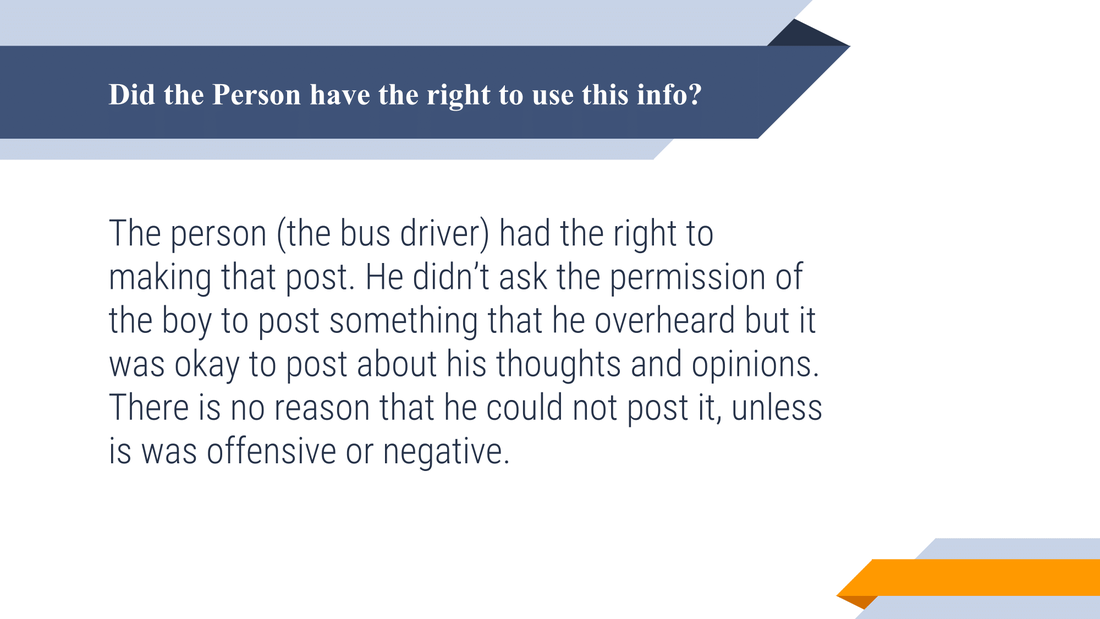 Did the Person have the right to use this info?
The person (the bus driver) had the right to
making that post. He didn’t ask the permission of
the boy to post something that he overheard but it
was okay to post about his thoughts and opinions.
There is no reason that he could not post it, unless
is was offensive or negative.